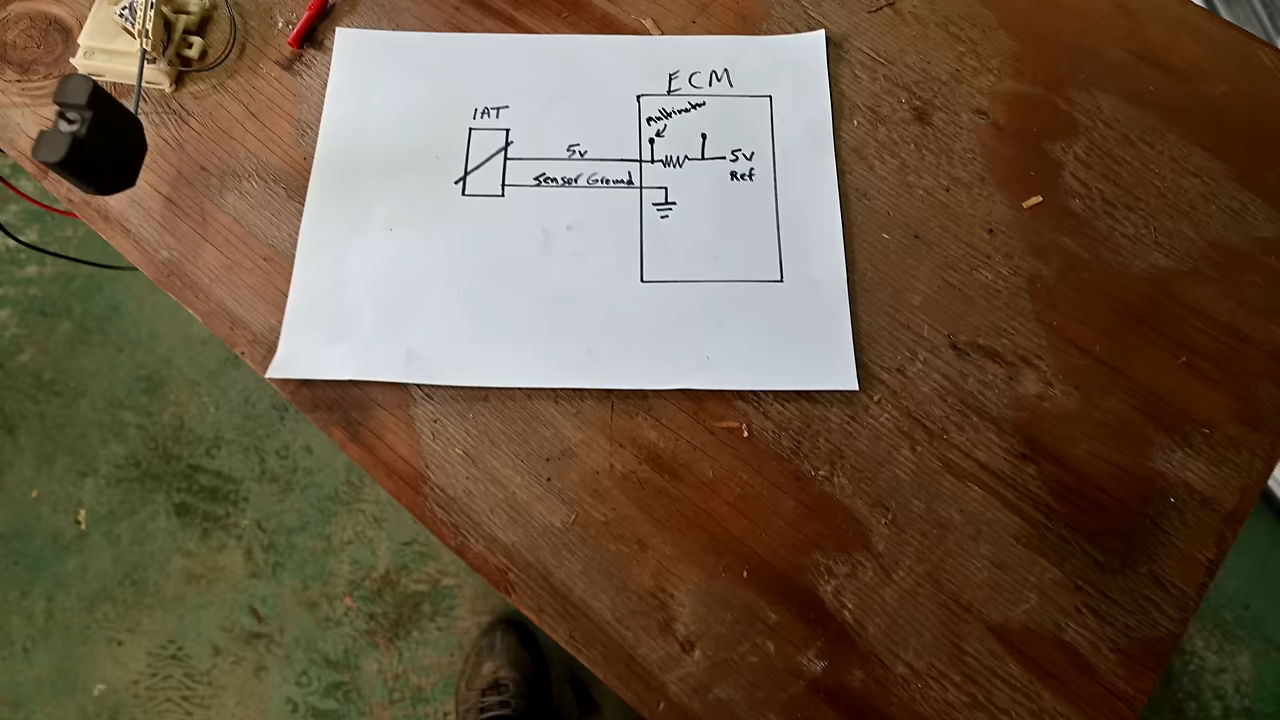 ECM
IAT
Multimeter
5v
5v
Ref
Sensor Ground